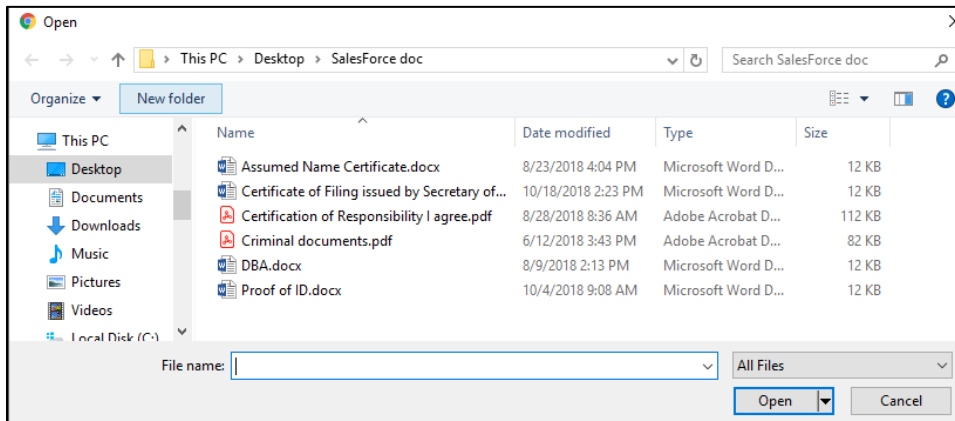 Open
This PC > Desktop > SalesForce doc
Search SalesForce doc
Organize
New folder
?
This PC
Desktop
Documents
Downloads
Music
Pictures
Videos
Local Disk (C:)
Name Date modified Type Size
Assumed Name Certificate.docx 8/23/2018 4:04 PM Microsoft Word D... 12 KB
Certificate of Filing issued by Secretary of... 10/18/2018 2:23 PM Microsoft Word D... 12 KB
Certification of Responsibility I agree.pdf 8/28/2018 8:36 AM Adobe Acrobat D... 112 KB
Criminal documents.pdf 6/12/2018 3:43 PM Adobe Acrobat D... 82 KB
DBA.docx 8/9/2018 2:13 PM Microsoft Word D... 12 KB
Proof of ID.docx 10/4/2018 9:08 AM Microsoft Word D... 12 KB
File name:
All Files
Open
Cancel